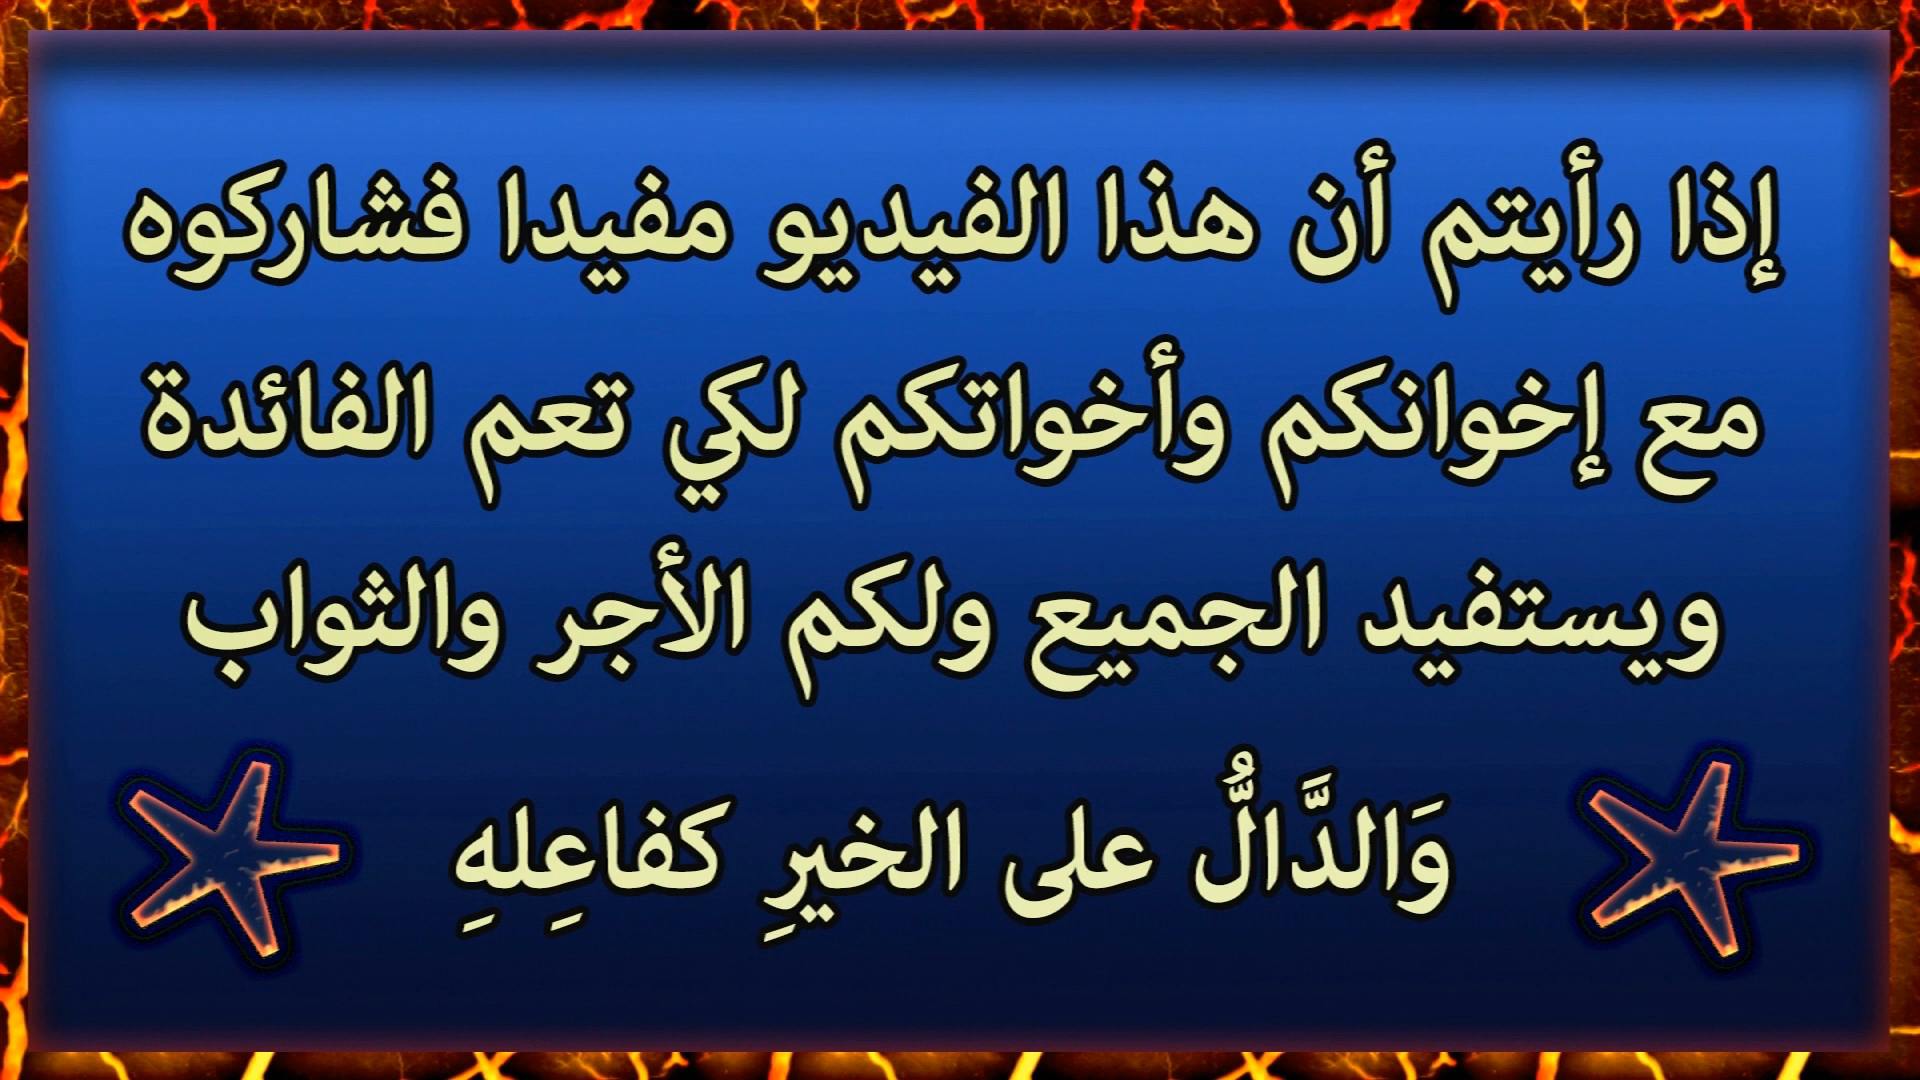 إذا رأيتم أن هذا الفيديو مفيدا فشاركوه
مع إخوانكم وأخواتكم لكي تعم الفائدة
ويستفيد الجميع ولكم الأجر والثواب
وَالدَّالُّ على الخيرِ كفاعِلهِ